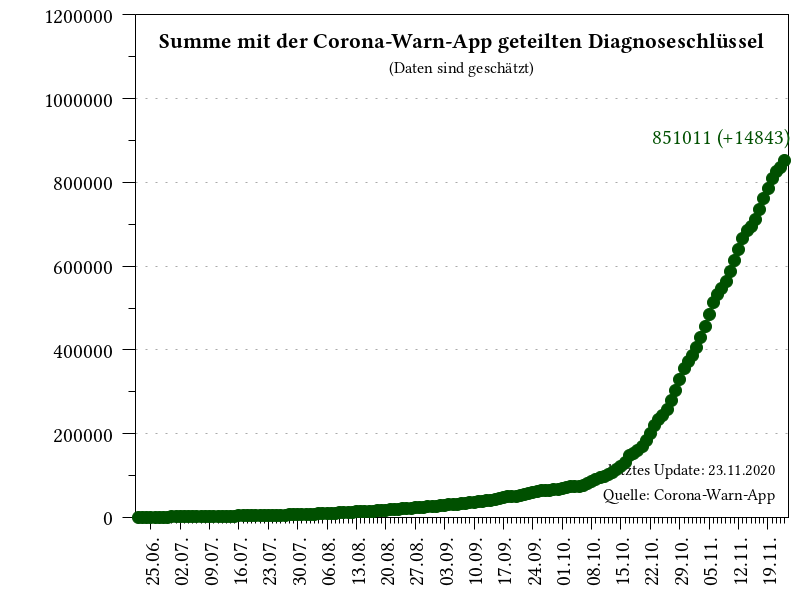 Summe mit der Corona-Warn-App geteilten Diagnoseschlüssel
(Daten sind geschätzt)
851011 (+14843)
1200000
1000000
800000
600000
400000
200000
0
Letztes Update: 23.11.2020
Quelle: Corona-Warn-App
25.06. 02.07. 09.07. 16.07. 23.07. 30.07. 06.08. 13.08. 20.08. 27.08. 03.09. 10.09. 17.09. 24.09. 01.10. 08.10. 15.10. 22.10. 29.10. 05.11. 12.11. 19.11.